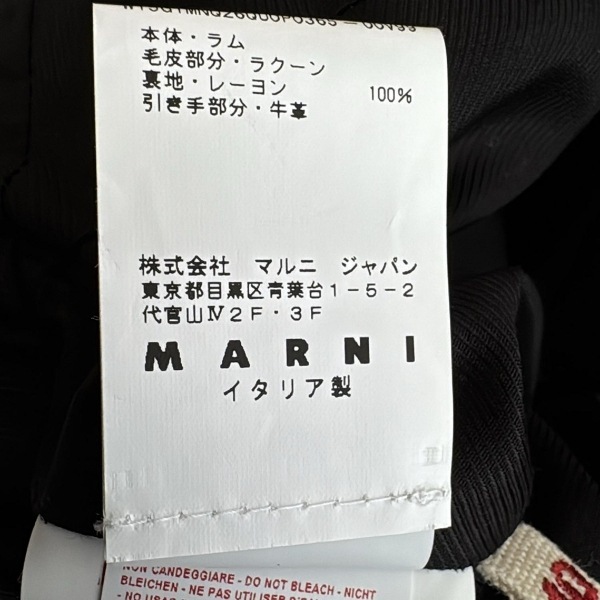 本体・ラム
毛皮部分・ラクーン
裏地・レーヨン 100%
引き手部分・牛革
株式会社 マルニ ジャパン
東京都目黒区青葉台1-5-2
代官山Ⅳ2F・3F
MARNI
イタリア製
NON CANDEGGIARE - DO NOT BLEACH - NICHT
BLEICHEN - NE PAS UTILISER